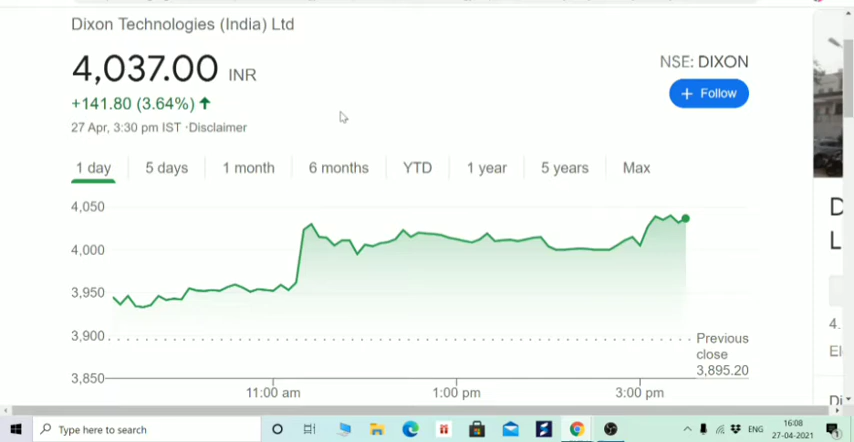 Dixon Technologies (India) Ltd
4,037.00 INR
NSE: DIXON
+141.80 (3.64%) ↑
+ Follow
27 Apr, 3:30 pm IST ·Disclaimer
1 day 5 days 1 month 6 months YTD 1 year 5 years Max
4,050
4,000
3,950
3,900
Previous
close
3,895.20
3,850
11:00 am 1:00 pm 3:00 pm
D
L
4.
El
Di
Type here to search
ENG
16:08
27-04-2021